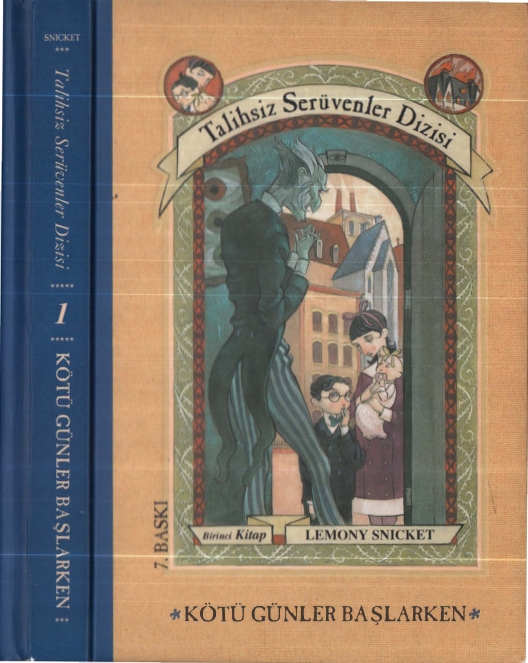 SNICKET
***
Talihsiz Serüvenler Dizisi
*****
1
*****
KÖTÜ GÜNLER BAŞLARKEN
***
Talihsiz Serüvenler Dizisi
7. BASKI
Birinci Kitap
LEMONY SNICKET
*KÖTÜ GÜNLER BAŞLARKEN*